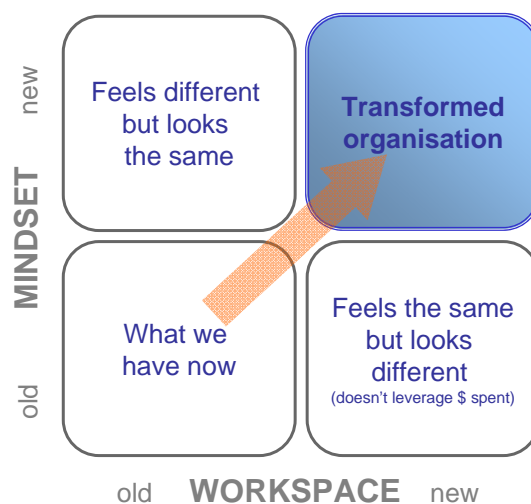 new
Feels different
but looks
the same
Transformed
organisation
MINDSET
What we
have now
Feels the same
but looks
different
(doesn't leverage $ spent)
old
old WORKSPACE new